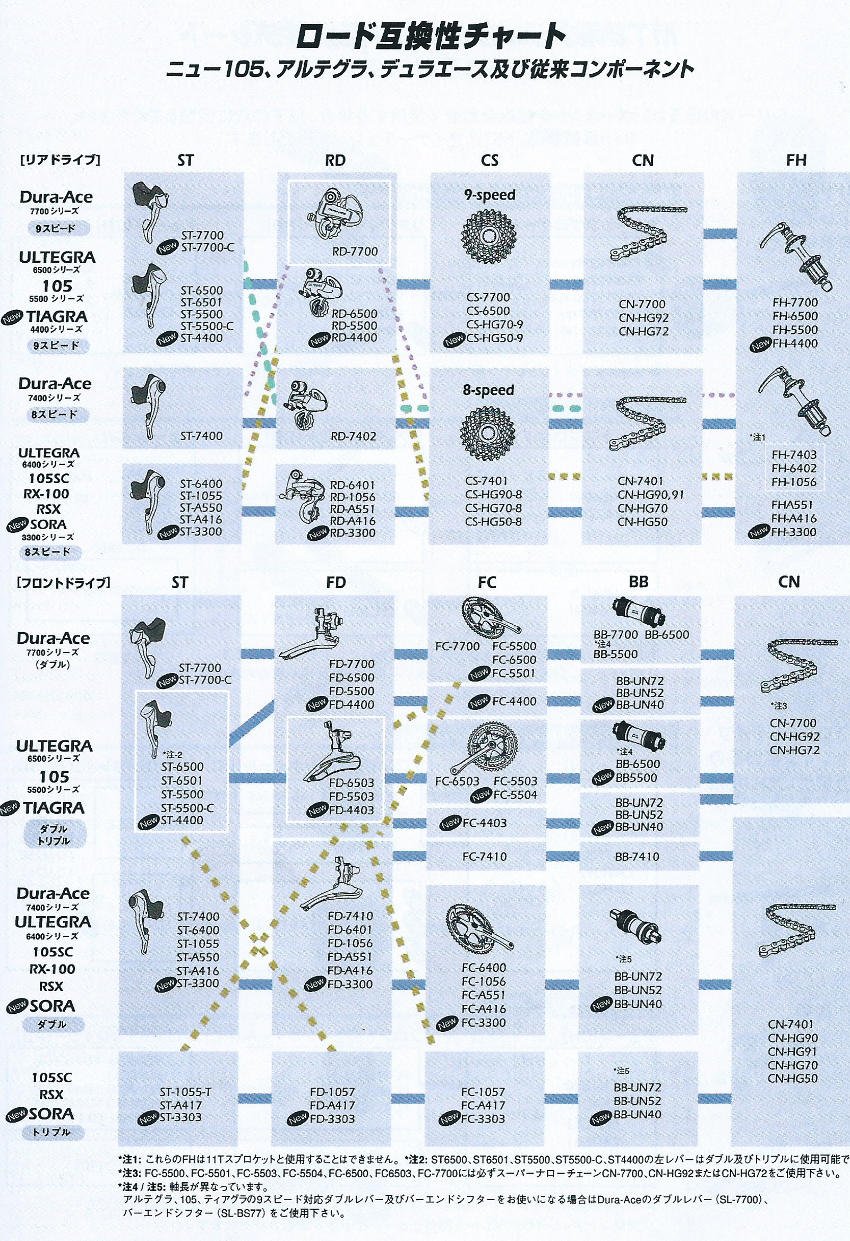 ロード互換性チャート
ニュー105、アルテグラ、デュラエース及び従来コンポーネント
[リアドライブ] ST RD CS CN FH
Dura-Ace
7700シリーズ
9スピード
ULTEGRA
6500シリーズ
105
5500シリーズ
New TIAGRA
4400シリーズ
9スピード
ST-7700
New ST-7700-C
ST-6500
ST-6501
ST-5500
ST-5500-C
New ST-4400
RD-7700
RD-6500
RD-5500
New RD-4400
9-speed
CS-7700
CS-6500
CS-HG70-9
New CS-HG50-9
CN-7700
CN-HG92
CN-HG72
FH-7700
FH-6500
FH-5500
New FH-4400
Dura-Ace
7400シリーズ
8スピード
ULTEGRA
6400シリーズ
105SC
RX-100
RSX
New SORA
3300シリーズ
8スピード
ST-7400
ST-6400
ST-1055
ST-A550
ST-A416
New ST-3300
RD-7402
RD-6401
RD-1056
RD-A551
RD-A416
New RD-3300
8-speed
CS-7401
CS-HG90-8
CS-HG70-8
CS-HG50-8
CN-7401
CN-HG90,91
CN-HG70
CN-HG50
*注1
FH-7403
FH-6402
FH-1056
FHA551
FH-A416
New FH-3300
[フロントドライブ] ST FD FC BB CN
Dura-Ace
7700シリーズ
(ダブル)
ULTEGRA
6500シリーズ
105
5500シリーズ
New TIAGRA
ダブル
トリプル
ST-7700
New ST-7700-C
*注-2
ST-6500
ST-6501
ST-5500
ST-5500-C
New ST-4400
FD-7700
FD-6500
FD-5500
New FD-4400
FD-6503
FD-5503
New FD-4403
FC-7700 FC-5500
FC-6500
New FC-5501
New FC-4400
FC-6503 FC-5503
New FC-5504
New FC-4403
FC-7410
BB-7700 BB-6500
*注4
BB-5500
BB-UN72
BB-UN52
New BB-UN40
*注4
BB-6500
New BB5500
BB-UN72
BB-UN52
New BB-UN40
BB-7410
*注3
CN-7700
CN-HG92
CN-HG72
Dura-Ace
7400シリーズ
ULTEGRA
6400シリーズ
105SC
RX-100
RSX
New SORA
ダブル
ST-7400
ST-6400
ST-1055
ST-A550
ST-A416
New ST-3300
FD-7410
FD-6401
FD-1056
FD-A551
FD-A416
New FD-3300
FC-6400
FC-1056
FC-A551
FC-A416
New FC-3300
*注5
BB-UN72
BB-UN52
New BB-UN40
CN-7401
CN-HG90
CN-HG91
CN-HG70
CN-HG50
105SC
RSX
New SORA
トリプル
ST-1055-T
ST-A417
New ST-3303
FD-1057
FD-A417
New FD-3303
FC-1057
FC-A417
New FC-3303
*注5
BB-UN72
BB-UN52
New BB-UN40
*注1: これらのFHは11Tスプロケットと使用することはできません。 *注2: ST6500、ST6501、ST5500、ST5500-C、ST4400の左レバーはダブル及びトリプルに使用可能で
*注3: FC-5500、FC-5501、FC-5503、FC-5504、FC-6500、FC6503、FC-7700には必ずスーパーナローチェーンCN-7700、CN-HG92またはCN-HG72をご使用下さい。
*注4 / 注5: 軸長が異なっています。
アルテグラ、105、ティアグラの9スピード対応ダブルレバー及びバーエンドシフターをお使いになる場合はDura-Aceのダブルレバー(SL-7700)、
バーエンドシフター(SL-BS77)をご使用下さい。